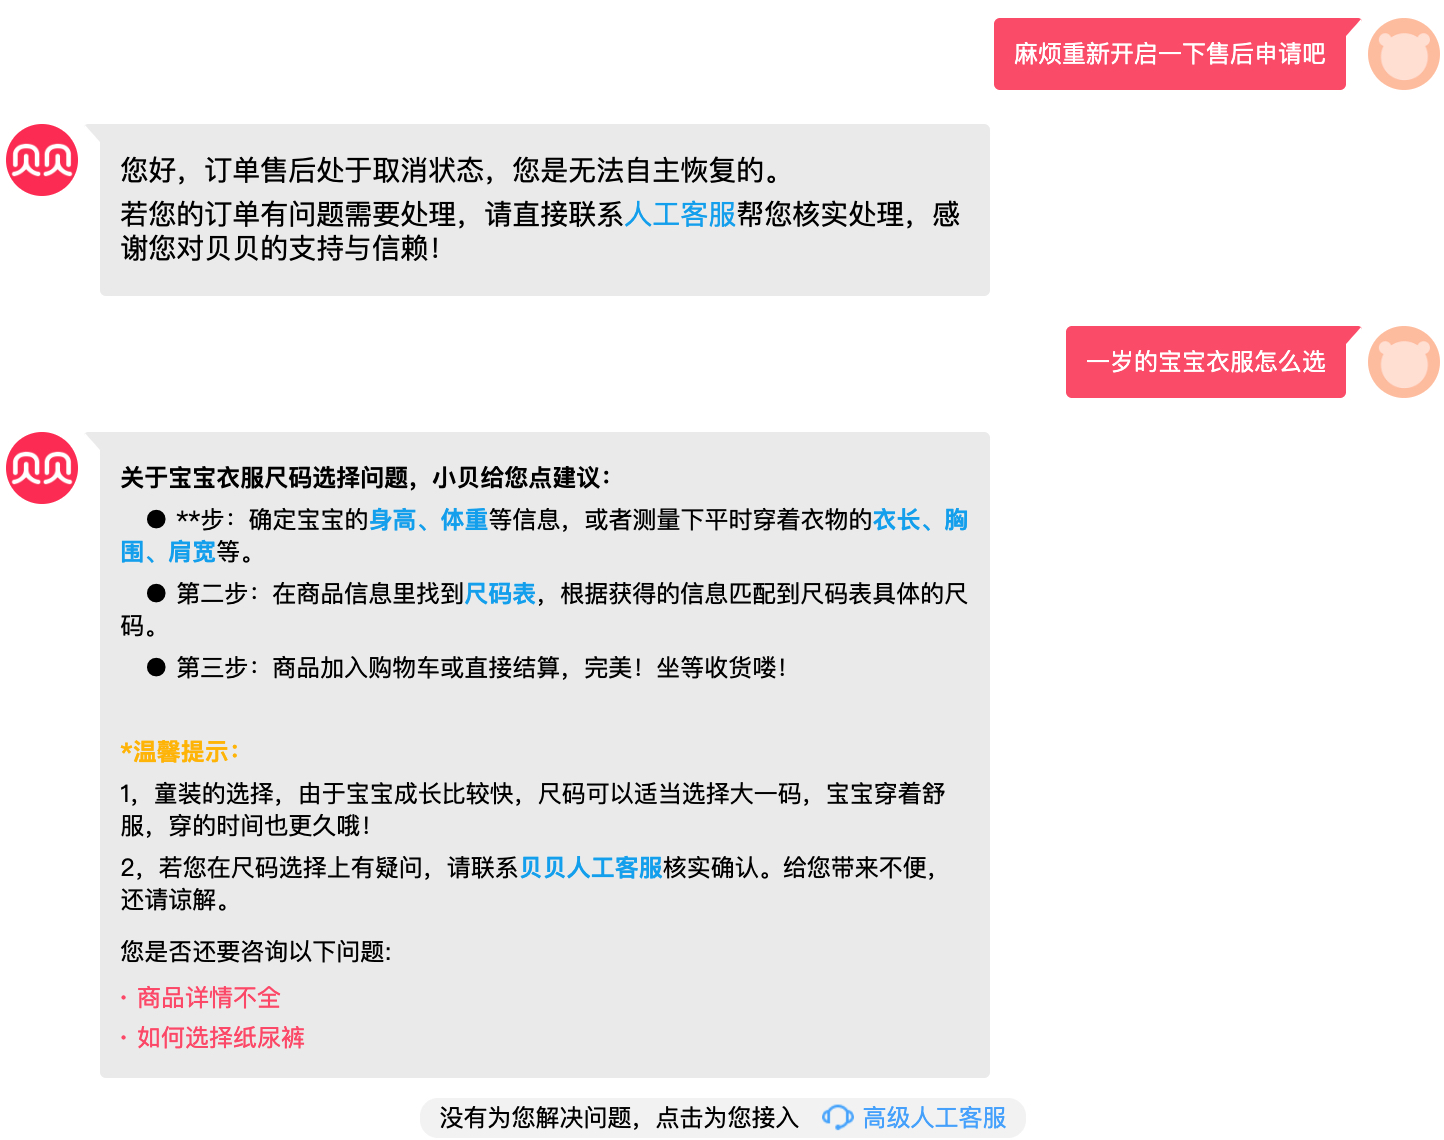 麻烦重新开启一下售后申请吧
贝贝
您好，订单售后处于取消状态，您是无法自主恢复的。
若您的订单有问题需要处理，请直接联系人工客服帮您核实处理，感
谢您对贝贝的支持与信赖！
一岁的宝宝衣服怎么选
贝贝
关于宝宝衣服尺码选择问题，小贝给您点建议：
● **步：确定宝宝的身高、体重等信息，或者测量下平时穿着衣物的衣长、胸
围、肩宽等。
● 第二步：在商品信息里找到尺码表，根据获得的信息匹配到尺码表具体的尺
码。
● 第三步：商品加入购物车或直接结算，完美！坐等收货喽！
*温馨提示：
1，童装的选择，由于宝宝成长比较快，尺码可以适当选择大一码，宝宝穿着舒
服，穿的时间也更久哦！
2，若您在尺码选择上有疑问，请联系贝贝人工客服核实确认。给您带来不便，
还请谅解。
您是否还要咨询以下问题:
· 商品详情不全
· 如何选择纸尿裤
没有为您解决问题，点击为您接入 高级人工客服